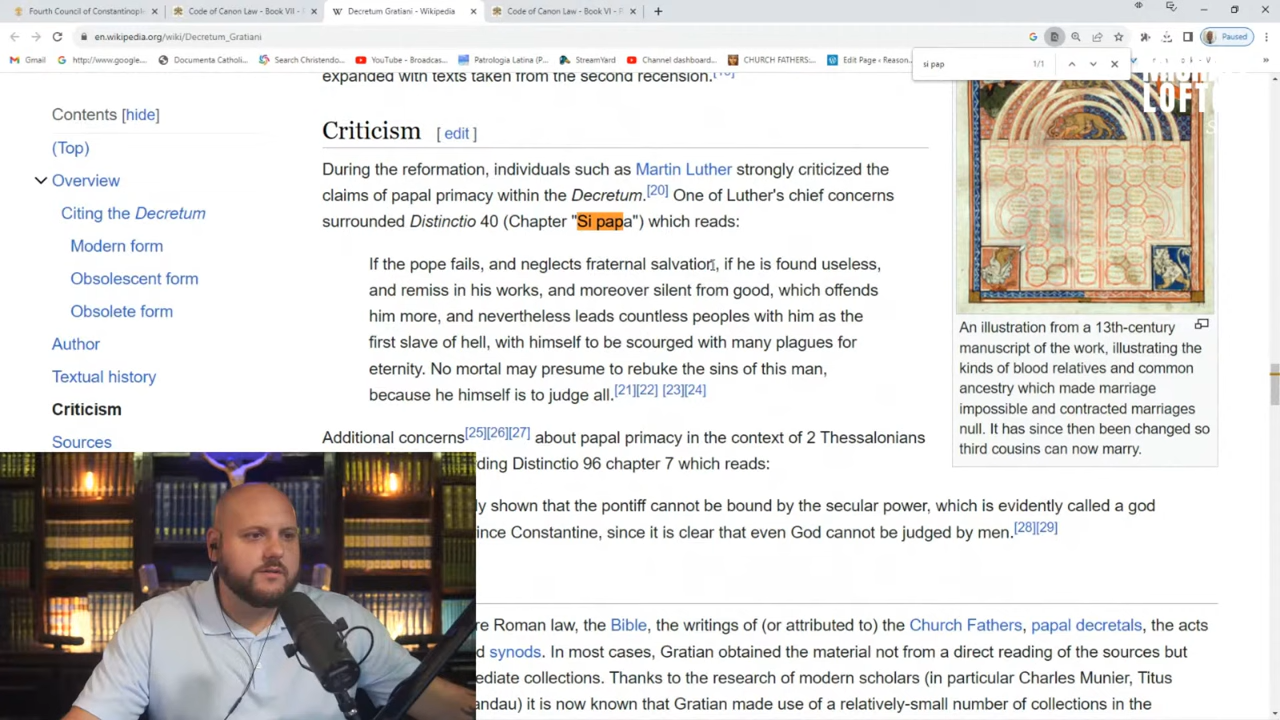 Fourth Council of Constantinopl
Code of Canon Law - Book VII -
Decretum Gratiani - Wikipedia
Code of Canon Law - Book VI -
en.wikipedia.org/wiki/Decretum_Gratiani
Paused
Gmail
http://www.google...
Documenta Catholi...
Search Christendo...
YouTube - Broadcas...
Patrologia Latina (P...
StreamYard
Channel dashboard...
CHURCH FATHERS:...
Edit Page ‹ Reason...
si pap
1/1
LOFTO
expanded with texts taken from the second recension.
Contents [hide]
(Top)
Overview
Citing the Decretum
Modern form
Obsolescent form
Obsolete form
Author
Textual history
Criticism
Sources
Criticism [ edit ]
During the reformation, individuals such as Martin Luther strongly criticized the
claims of papal primacy within the Decretum.[20] One of Luther's chief concerns
surrounded Distinctio 40 (Chapter "Si papa") which reads:
If the pope fails, and neglects fraternal salvation, if he is found useless,
and remiss in his works, and moreover silent from good, which offends
him more, and nevertheless leads countless peoples with him as the
first slave of hell, with himself to be scourged with many plagues for
eternity. No mortal may presume to rebuke the sins of this man,
because he himself is to judge all.[21][22] [23][24]
Additional concerns[25][26][27] about papal primacy in the context of 2 Thessalonians
rding Distinctio 96 chapter 7 which reads:
ly shown that the pontiff cannot be bound by the secular power, which is evidently called a god
ince Constantine, since it is clear that even God cannot be judged by men.[28][29]
re Roman law, the Bible, the writings of (or attributed to) the Church Fathers, papal decretals, the acts
d synods. In most cases, Gratian obtained the material not from a direct reading of the sources but
ediate collections. Thanks to the research of modern scholars (in particular Charles Munier, Titus
andau) it is now known that Gratian made use of a relatively-small number of collections in the
An illustration from a 13th-century
manuscript of the work, illustrating the
kinds of blood relatives and common
ancestry which made marriage
impossible and contracted marriages
null. It has since then been changed so
third cousins can now marry.